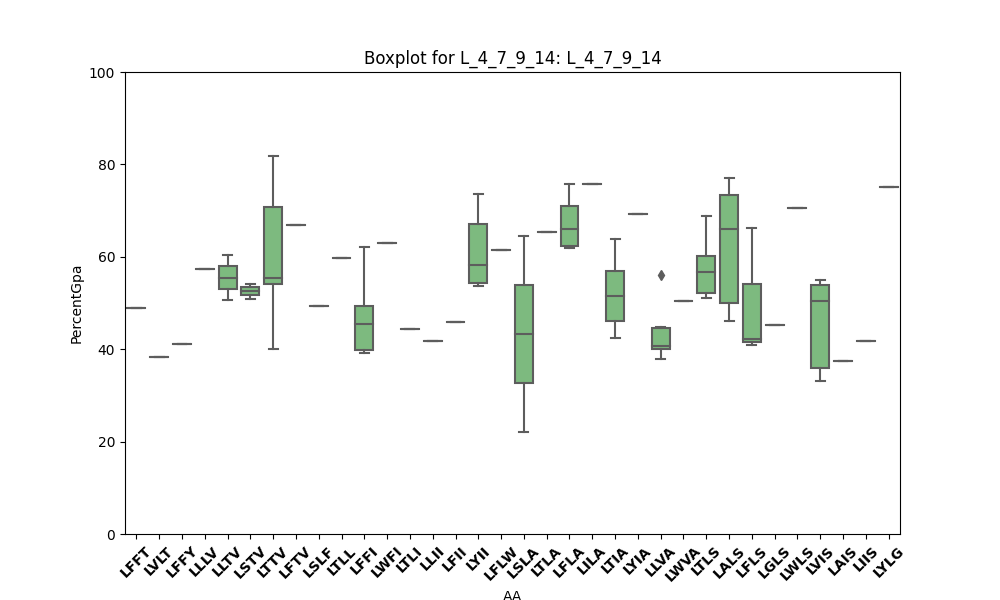 Boxplot for L_4_7_9_14: L_4_7_9_14
100
80
60
40
20
0
PercentGpa
LFFT LVLT LFFY LLLV LLTV LSTV LTTV LFTV LSLF LTLL LFFI LWFI LTLI LLII LFII LYII LFLW LSLA LTLA LFLA LILA LTIA LYIA LLVA LWVA LTLS LALS LFLS LGLS LWLS LVIS LAIS LIIS LYLG
AA